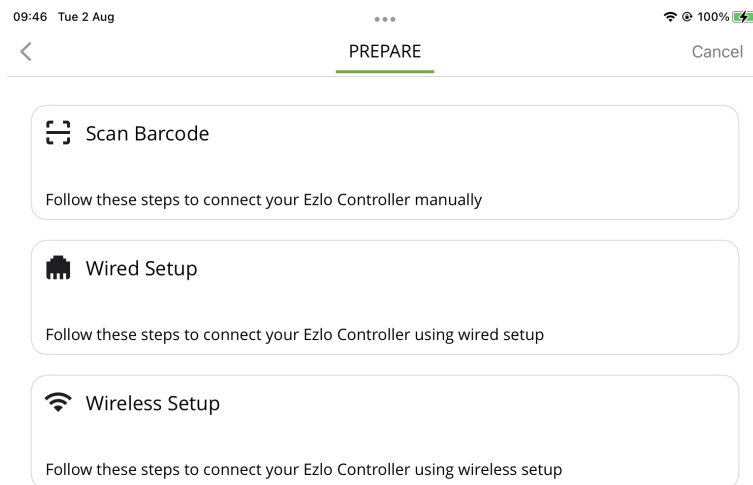 09:46 Tue 2 Aug
100%
PREPARE
Cancel
Scan Barcode
Follow these steps to connect your Ezlo Controller manually
Wired Setup
Follow these steps to connect your Ezlo Controller using wired setup
Wireless Setup
Follow these steps to connect your Ezlo Controller using wireless setup